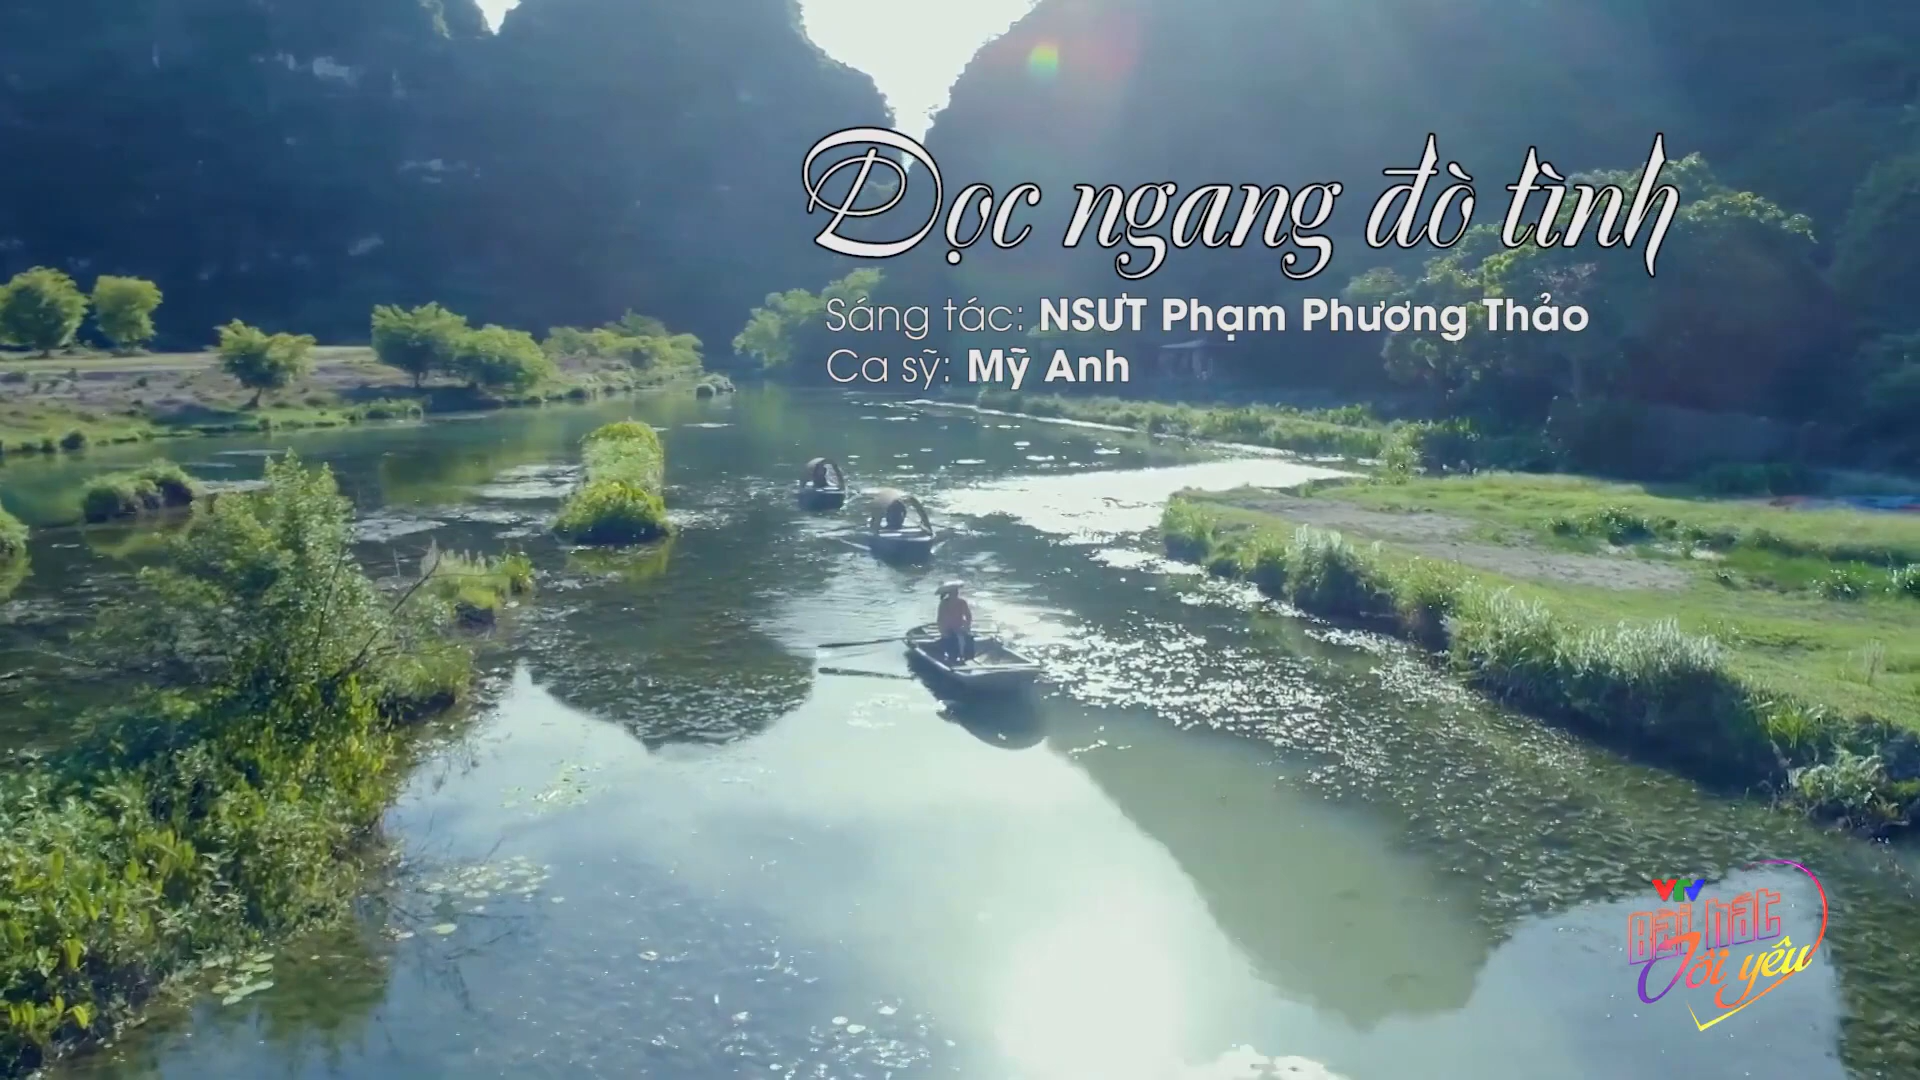 Dọc ngang đò tình
Sáng tác: NSƯT Phạm Phương Thảo
Ca sỹ: Mỹ Anh
VTV
Bài hát
Tôi yêu